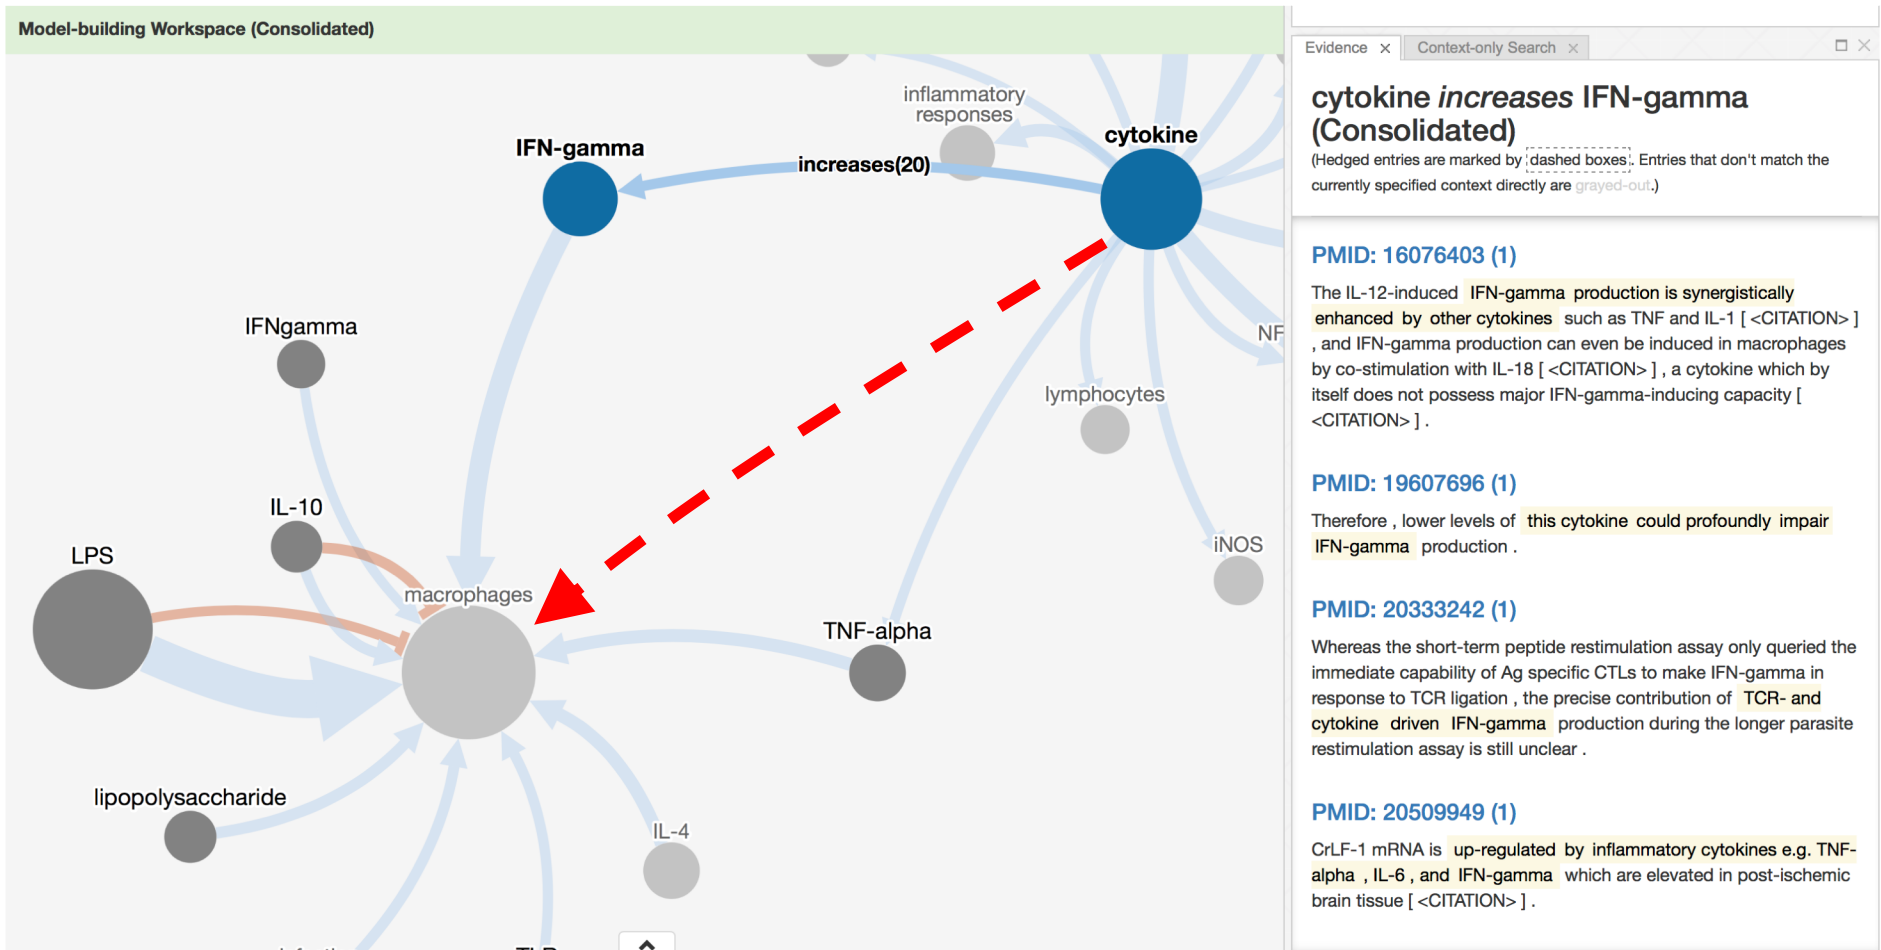 Model-building Workspace (Consolidated)
inflammatory
responses
cytokine
IFN-gamma
increases(20)
IFNgamma
NF
lymphocytes
IL-10
iNOS
LPS
macrophages
TNF-alpha
lipopolysaccharide
IL-4
Evidence
Context-only Search
cytokine increases IFN-gamma
(Consolidated)
(Hedged entries are marked by dashed boxes. Entries that don't match the
currently specified context directly are grayed-out.)
PMID: 16076403 (1)
The IL-12-induced IFN-gamma production is synergistically
enhanced by other cytokines such as TNF and IL-1 [ <CITATION> ]
, and IFN-gamma production can even be induced in macrophages
by co-stimulation with IL-18 [ <CITATION> ] , a cytokine which by
itself does not possess major IFN-gamma-inducing capacity [
<CITATION> ] .
PMID: 19607696 (1)
Therefore , lower levels of this cytokine could profoundly impair
IFN-gamma production .
PMID: 20333242 (1)
Whereas the short-term peptide restimulation assay only queried the
immediate capability of Ag specific CTLs to make IFN-gamma in
response to TCR ligation , the precise contribution of TCR- and
cytokine driven IFN-gamma production during the longer parasite
restimulation assay is still unclear .
PMID: 20509949 (1)
CrLF-1 mRNA is up-regulated by inflammatory cytokines e.g. TNF-
alpha , IL-6 , and IFN-gamma which are elevated in post-ischemic
brain tissue [ <CITATION> ] .